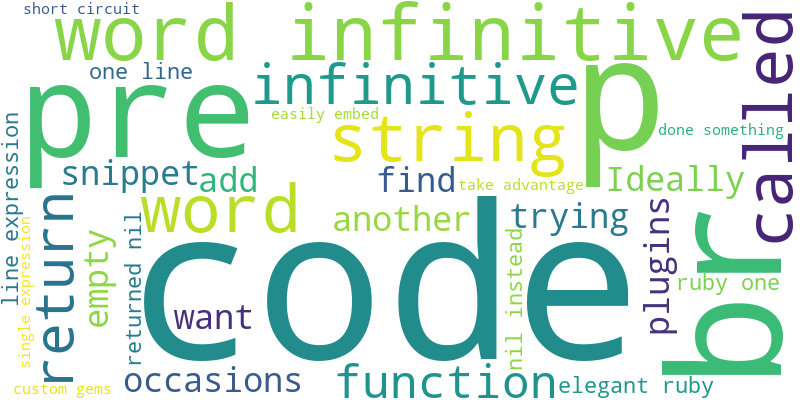 short circuit
word infinitive
called
one line
pre
infinitive
p
easily embed
string
done something
line expression
snippet
add
find
take advantage
Ideally
return
word
another
trying
plugins
br
single expression
empty
returned nil
code
nil instead
ruby one
want
custom gems
occasions
function
elegant ruby